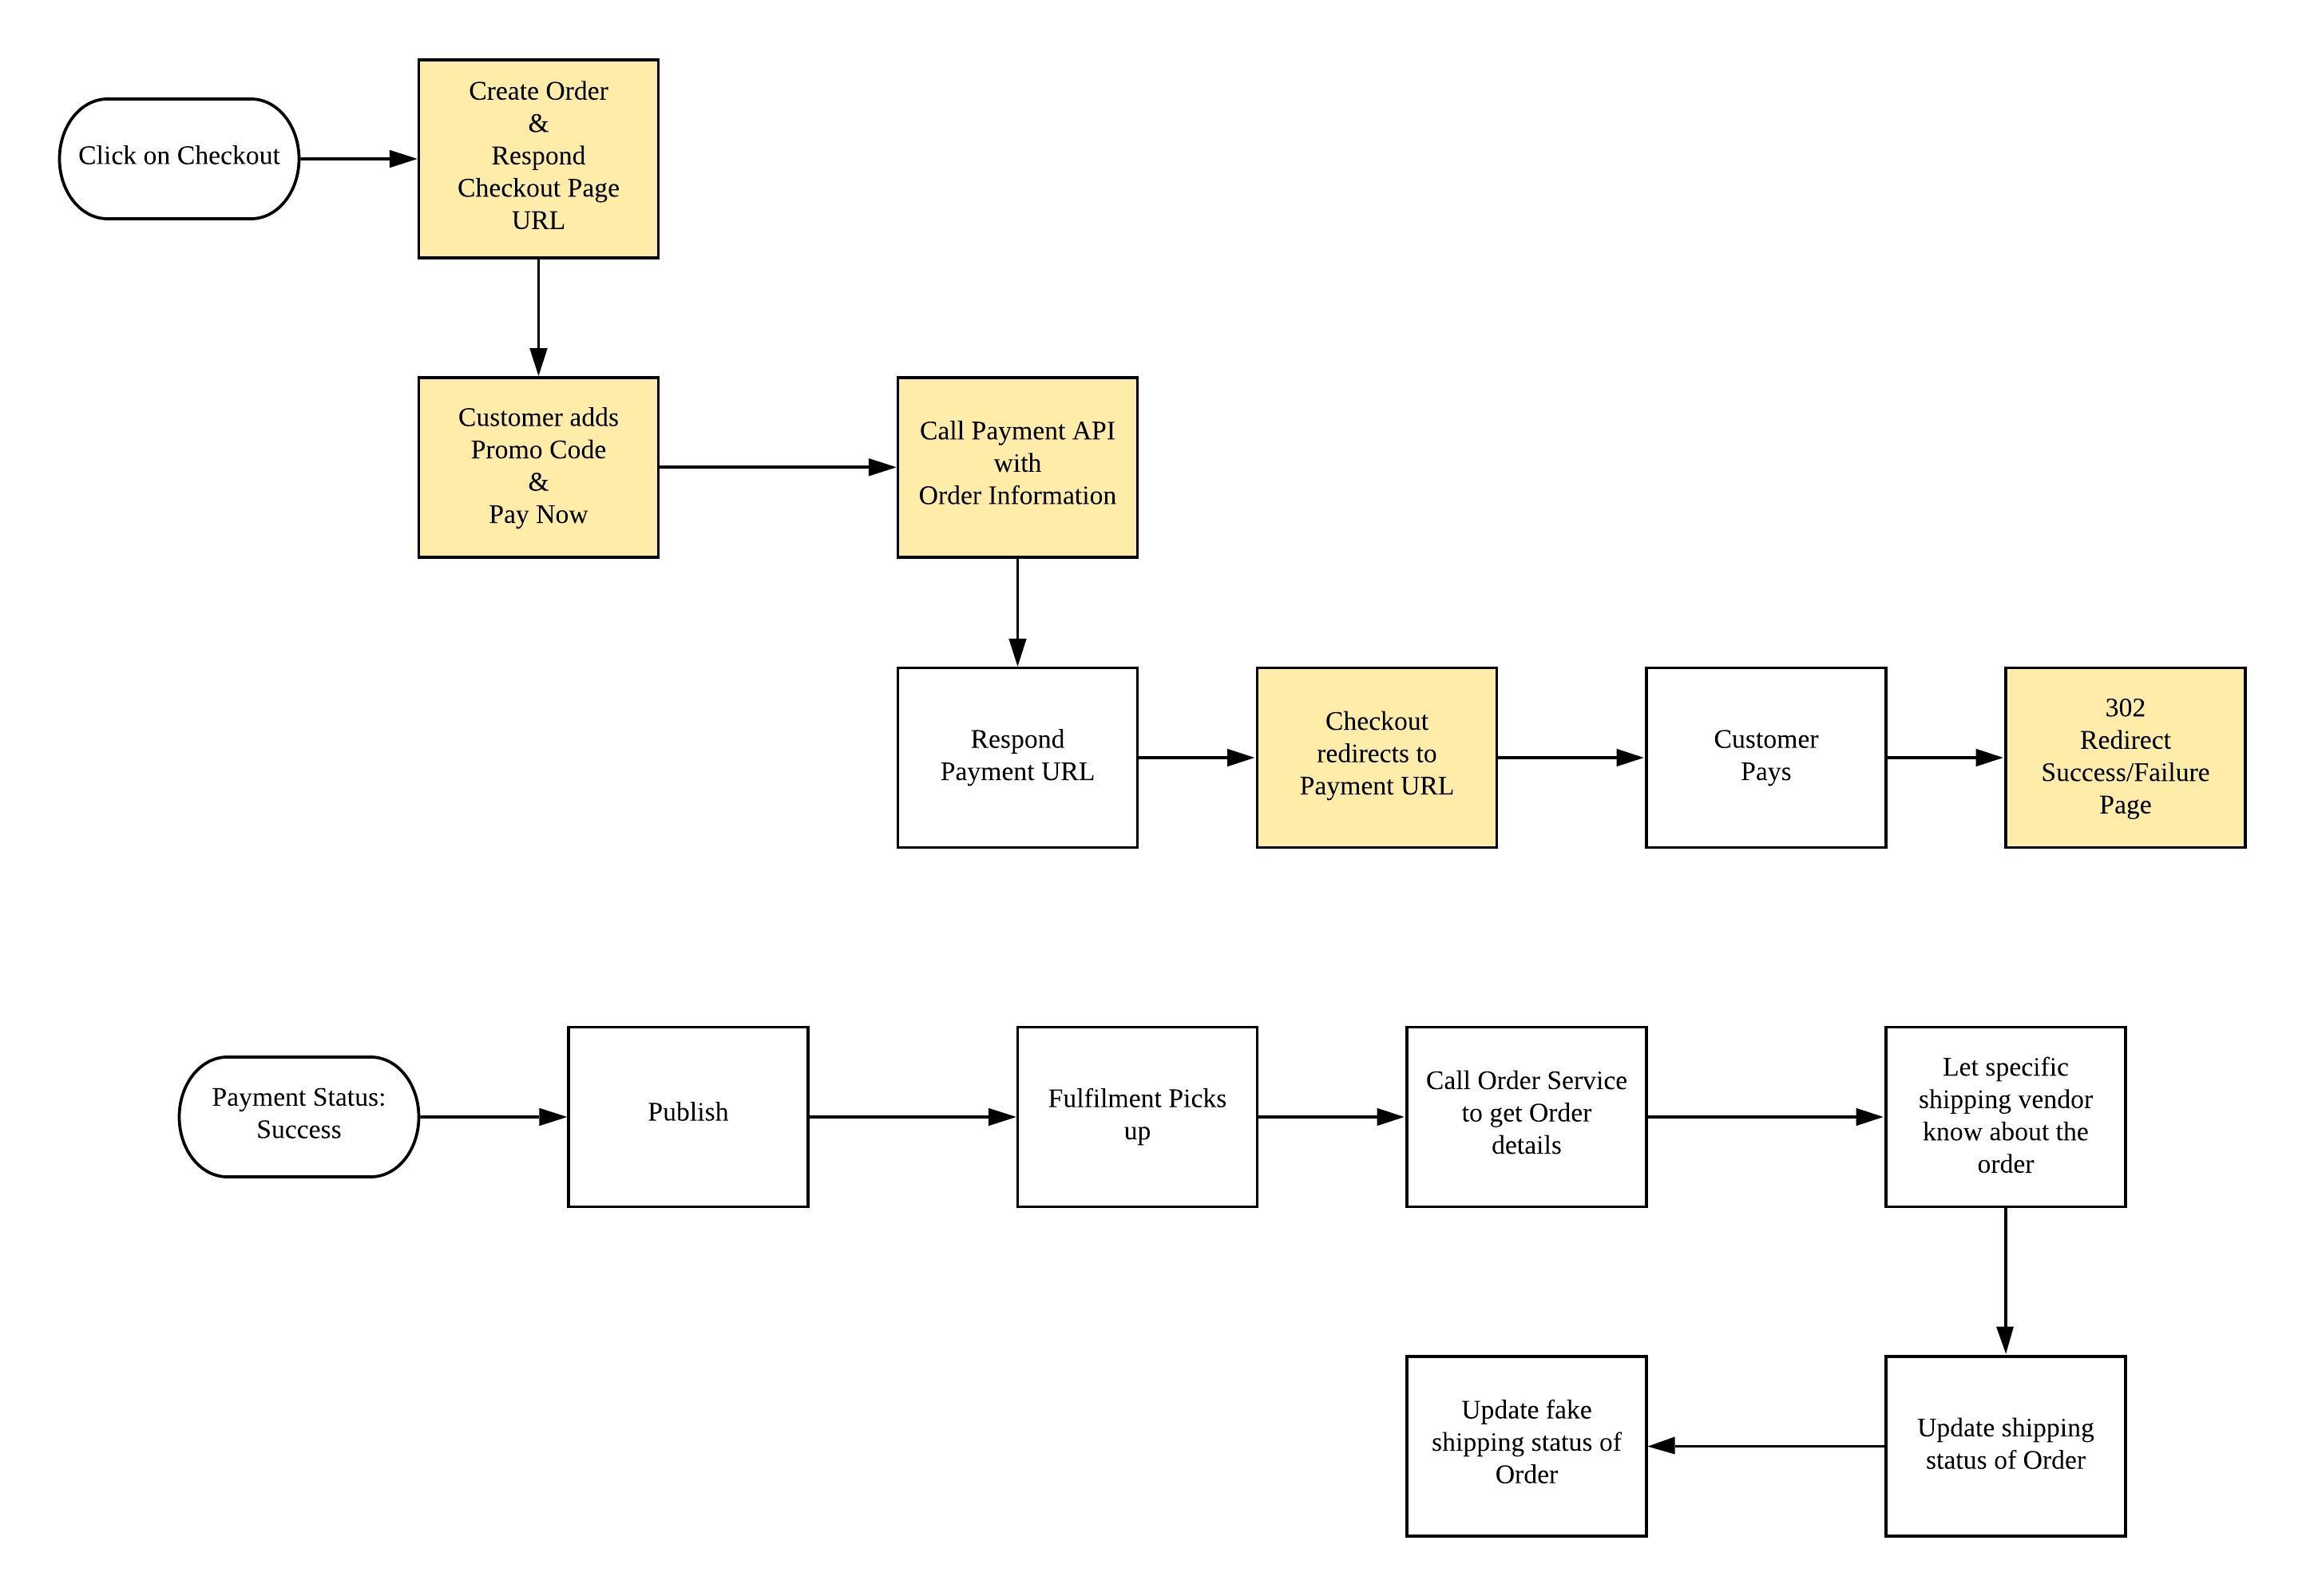 Click on Checkout
Create Order
&
Respond
Checkout Page
URL
Customer adds
Promo Code
&
Pay Now
Call Payment API
with
Order Information
Respond
Payment URL
Checkout
redirects to
Payment URL
Customer
Pays
302
Redirect
Success/Failure
Page
Payment Status:
Success
Publish
Fulfilment Picks
up
Call Order Service
to get Order
details
Let specific
shipping vendor
know about the
order
Update shipping
status of Order
Update fake
shipping status of
Order